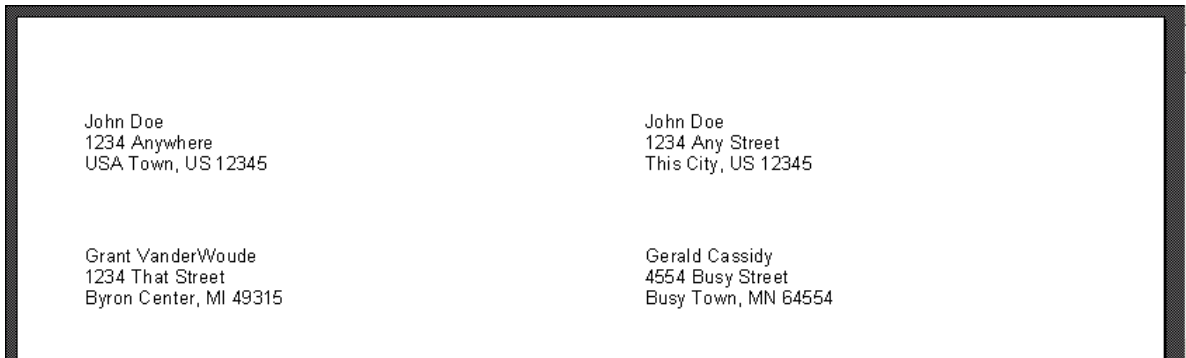 John Doe
1234 Anywhere
USA Town, US 12345
John Doe
1234 Any Street
This City, US 12345
Grant VanderWoude
1234 That Street
Byron Center, MI 49315
Gerald Cassidy
4554 Busy Street
Busy Town, MN 64554